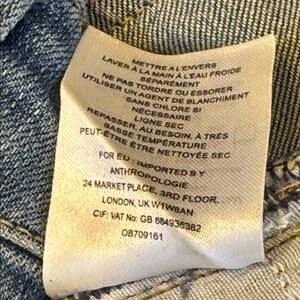 METTRE A L'ENVERS
LAVER À LA MAIN À L'EAU FROIDE
SÉPARÉMENT
NE PAS TORDRE OU ESSORER
UTILISER UN AGENT DE BLANCHIMENT
SANS CHLORE SI
NÉCESSAIRE
LIGNE SEC
REPASSER, AU BESOIN, À TRÈS
BASSE TEMPÉRATURE
PEUT-ÊTRE ÊTRE NETTOYÉE SEC
FOR EU : IMPORTED BY
ANTHROPOLOGIE
24 MARKET PLACE, 3RD FLOOR,
LONDON, UK W1W8AN
CIF: VAT No: GB 684936382
OB709161